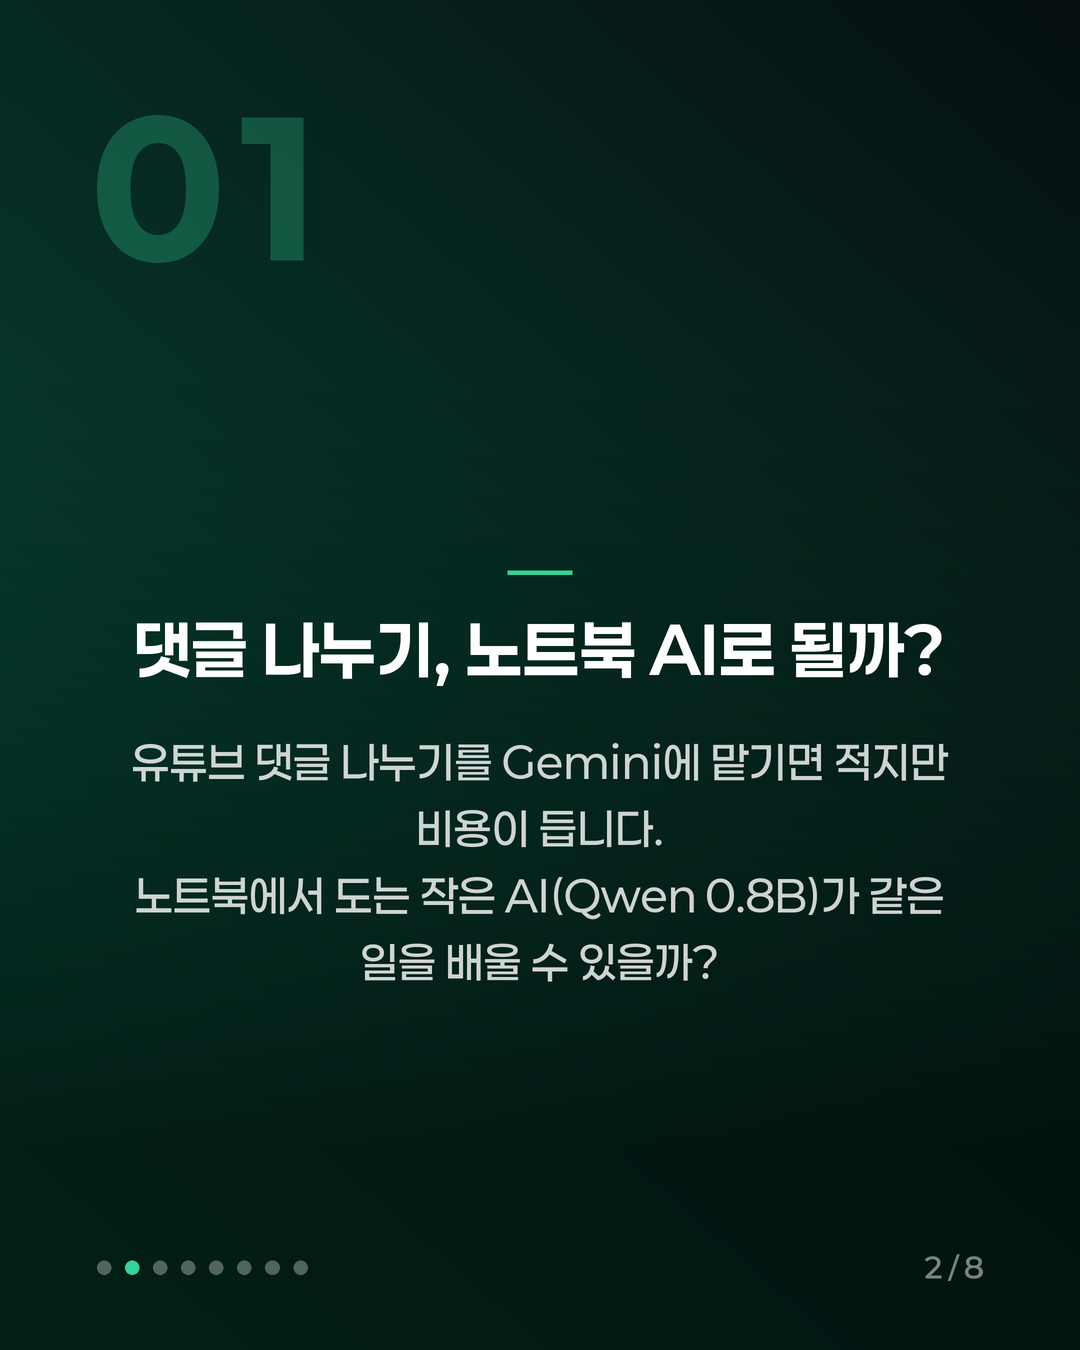 01
댓글 나누기, 노트북 AI로 될까?
유튜브 댓글 나누기를 Gemini에 맡기면 적지만
비용이 듭니다.
노트북에서 도는 작은 AI(Qwen 0.8B)가 같은
일을 배울 수 있을까?
2/8